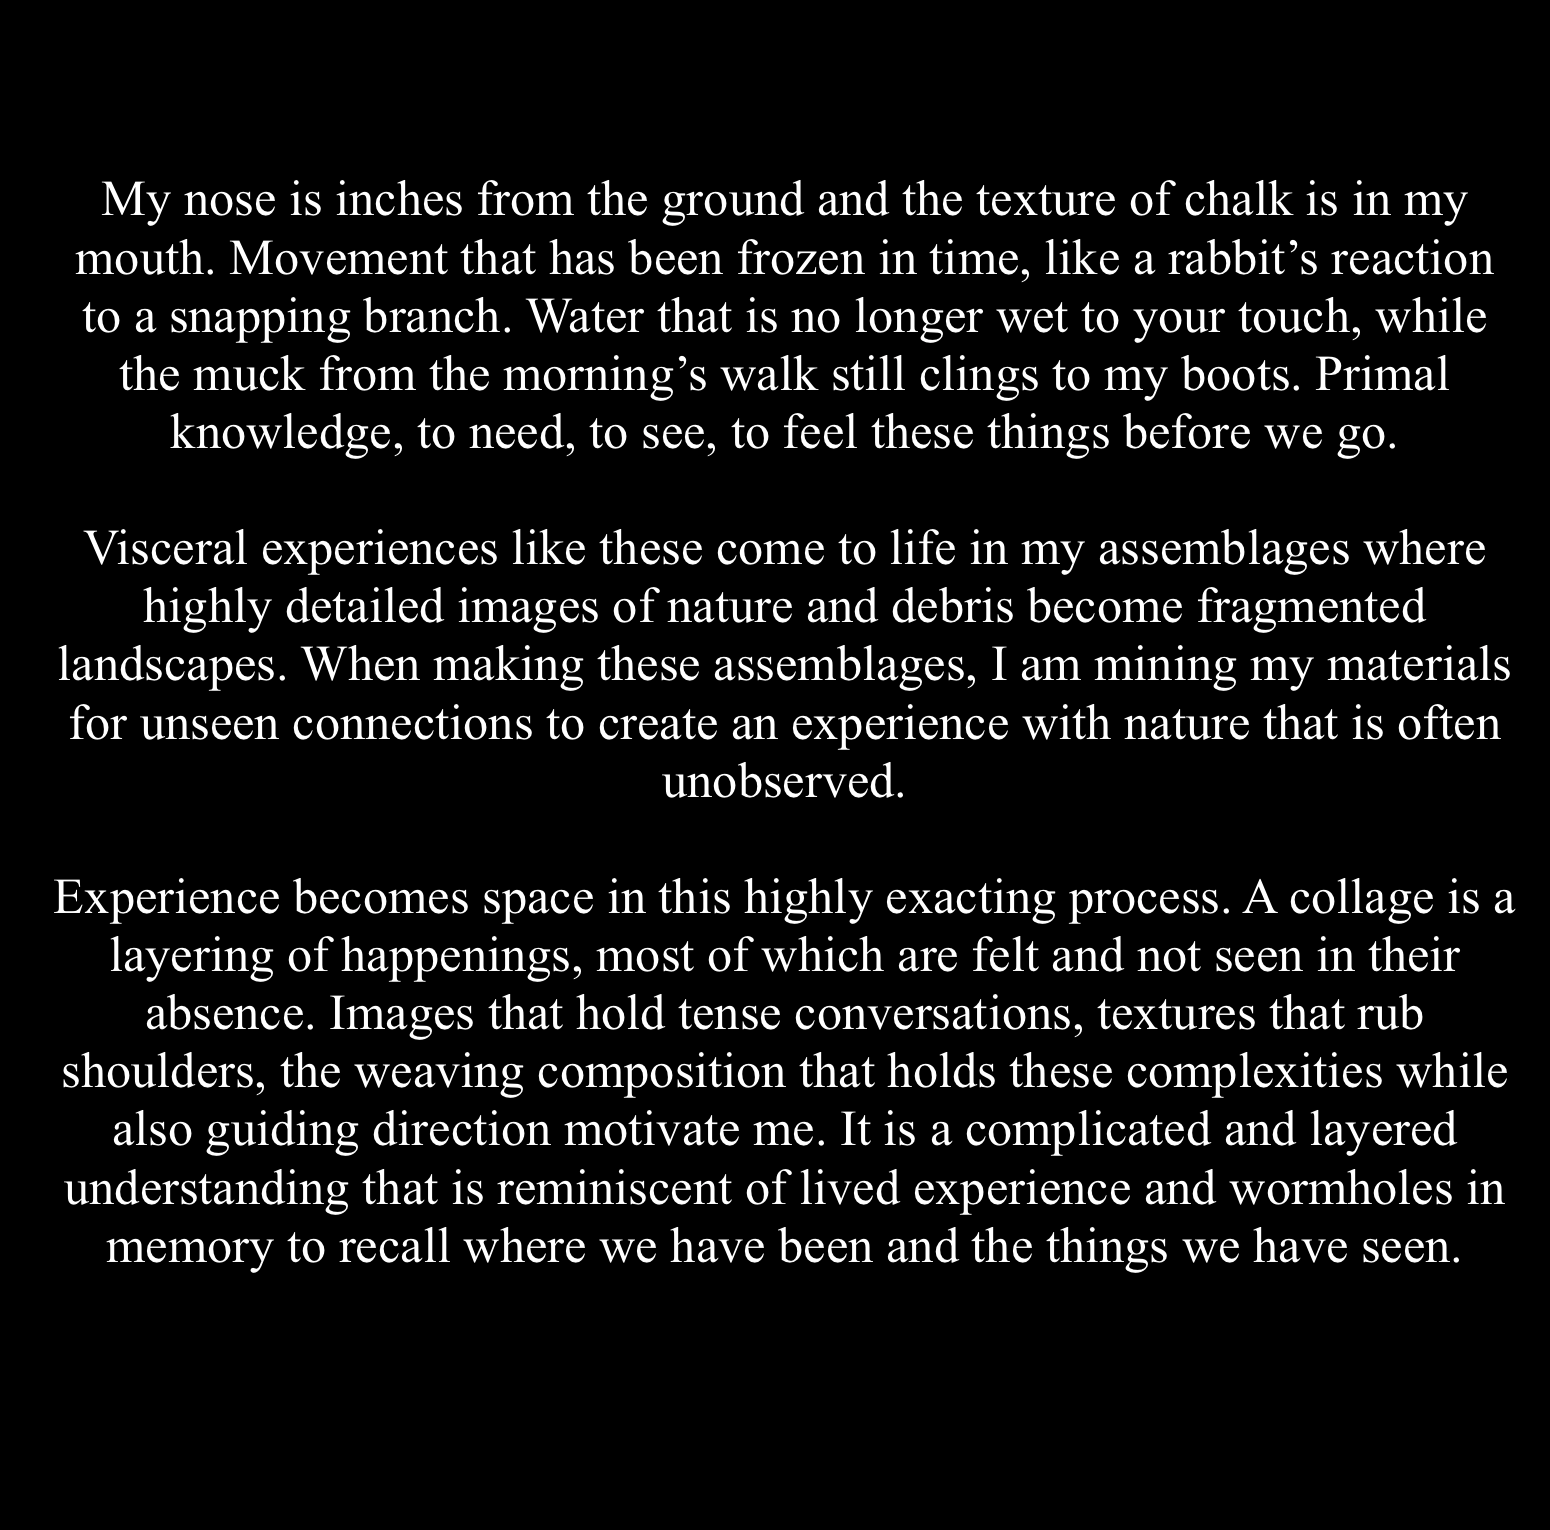 My nose is inches from the ground and the texture of chalk is in my
mouth. Movement that has been frozen in time, like a rabbit’s reaction
to a snapping branch. Water that is no longer wet to your touch, while
the muck from the morning’s walk still clings to my boots. Primal
knowledge, to need, to see, to feel these things before we go.
Visceral experiences like these come to life in my assemblages where
highly detailed images of nature and debris become fragmented
landscapes. When making these assemblages, I am mining my materials
for unseen connections to create an experience with nature that is often
unobserved.
Experience becomes space in this highly exacting process. A collage is a
layering of happenings, most of which are felt and not seen in their
absence. Images that hold tense conversations, textures that rub
shoulders, the weaving composition that holds these complexities while
also guiding direction motivate me. It is a complicated and layered
understanding that is reminiscent of lived experience and wormholes in
memory to recall where we have been and the things we have seen.